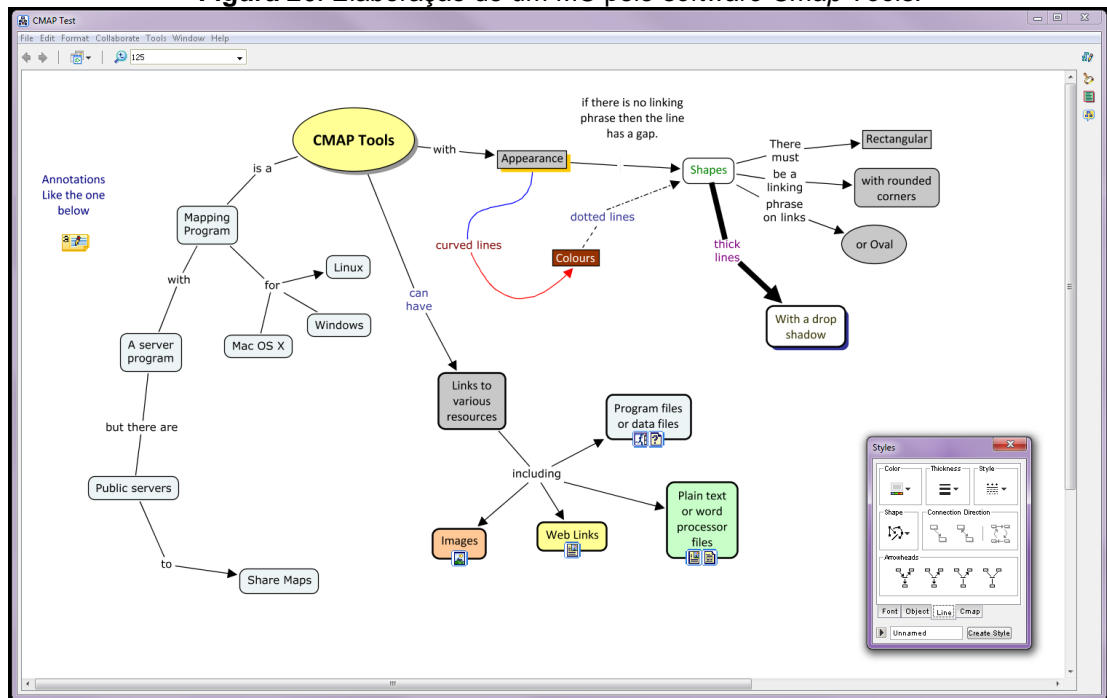 Figura 20. Elaboração de um MC pelo software Cmap Tools.
CMAP Test
File Edit Format Collaborate Tools Window Help
125
if there is no linking
phrase then the line
has a gap.
CMAP Tools
with
Appearance
Shapes
There
must
be a
linking
phrase
on links
Rectangular
with rounded
corners
or Oval
is a
Annotations
Like the one
below
Mapping
Program
dotted lines
curved lines
Colours
thick
lines
with
for
Linux
Windows
Mac OS X
can
have
With a drop
shadow
A server
program
Links to
various
resources
Program files
or data files
but there are
including
Public servers
Plain text
or word
processor
files
Images
Web Links
to
Share Maps
Styles
Color
Thickness
Style
Shape
Connection Direction
Arrowheads
Font Object Line Cmap
Unnamed
Create Style